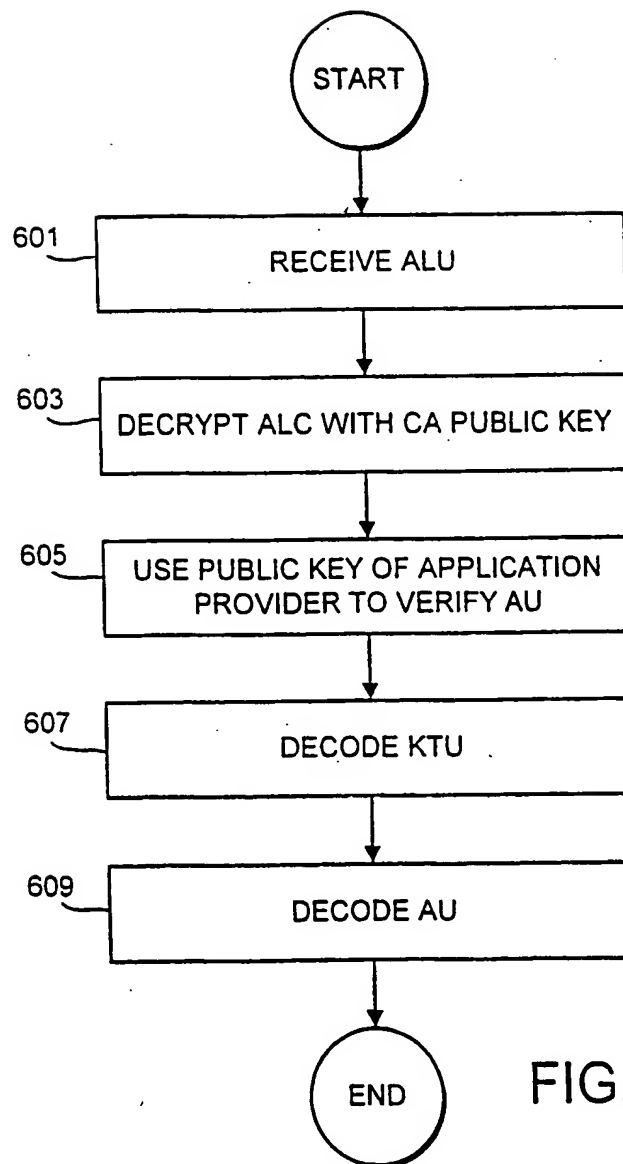 START
601
RECEIVE ALU
603
DECRYPT ALC WITH CA PUBLIC KEY
605
USE PUBLIC KEY OF APPLICATION
PROVIDER TO VERIFY AU
607
DECODE KTU
609
DECODE AU
END
FIG.